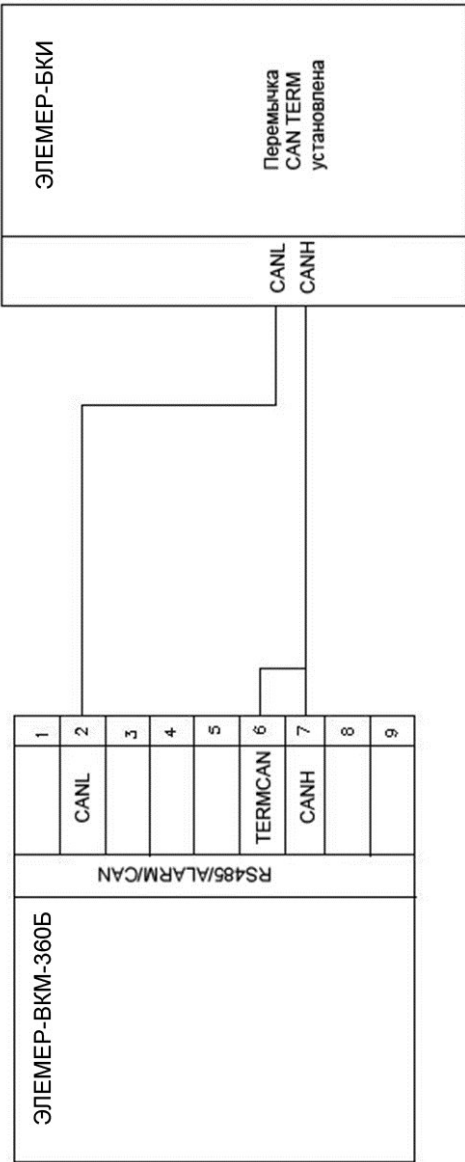 ЭЛЕМЕР-ВКМ-360Б
RS485/ALARM/CAN
1
CANL
2
3
4
5
TERMCAN
6
CANH
7
8
9
ЭЛЕМЕР-БКИ
CANL
CANH
Перемычка
CAN TERM
установлена